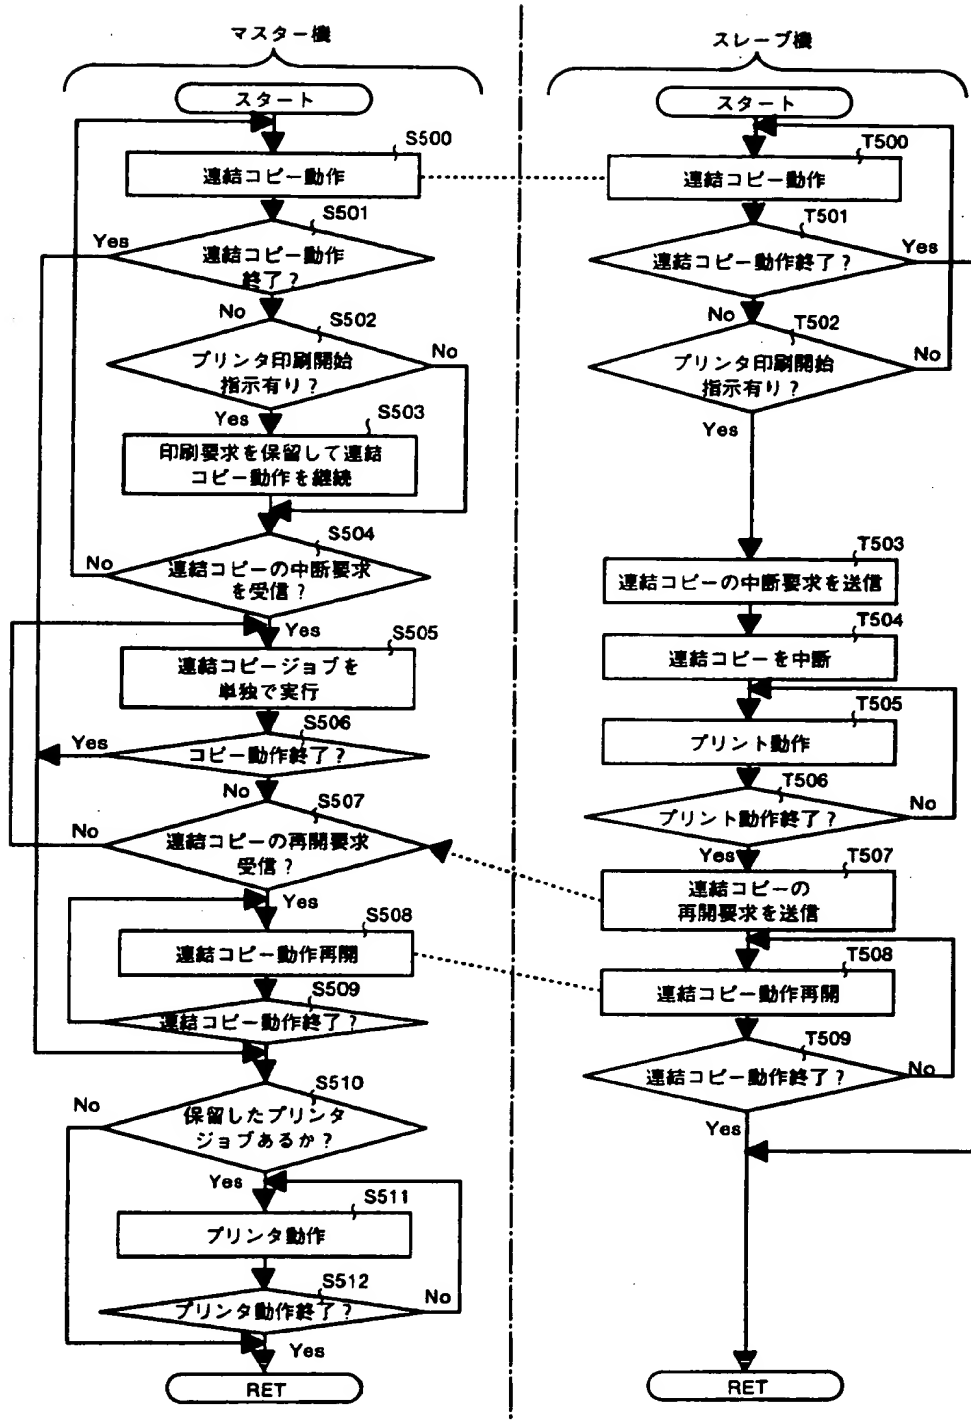 マスター機
スタート
S500
連結コピー動作
S501
Yes
連結コピー動作
終了？
No
S502
プリンタ印刷開始
指示有り？
No
Yes
S503
印刷要求を保留して連結
コピー動作を継続
S504
No
連結コピーの中断要求
を受信？
Yes
S505
連結コピージョブを
単独で実行
S506
Yes
コピー動作終了？
No
S507
No
連結コピーの再開要求
受信？
Yes
S508
連結コピー動作再開
S509
連結コピー動作終了？
S510
No
保留したプリンタ
ジョブあるか？
Yes
S511
プリンタ動作
S512
プリンタ動作終了？
No
Yes
RET
スレーブ機
スタート
T500
連結コピー動作
T501
Yes
連結コピー動作終了？
No
T502
プリンタ印刷開始
指示有り？
No
Yes
T503
連結コピーの中断要求を送信
T504
連結コピーを中断
T505
プリント動作
T506
プリント動作終了？
No
Yes
T507
連結コピーの
再開要求を送信
T508
連結コピー動作再開
T509
連結コピー動作終了？
No
Yes
RET